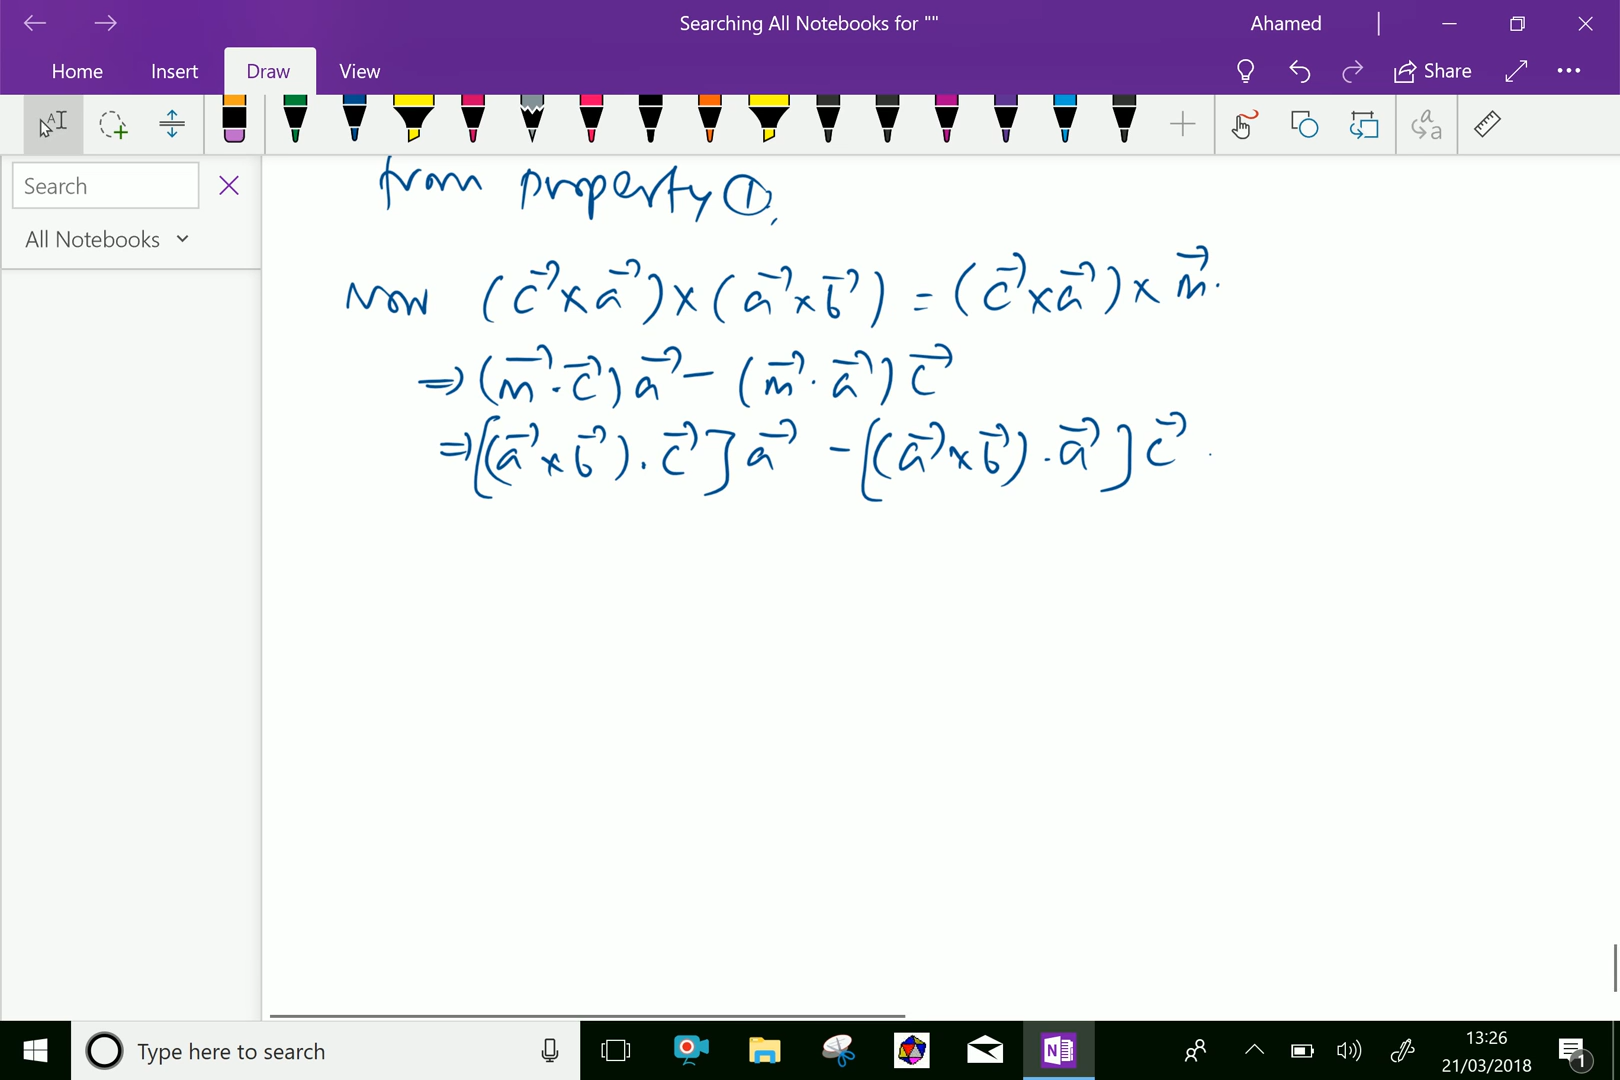 Searching All Notebooks for ""
Ahamed
Home Insert Draw View
Share
Search
All Notebooks
from property ①,
Now (c⃗ × a⃗) × (a⃗ × b⃗) = (c⃗ × a⃗) × m⃗.
⇒ (m⃗ · c⃗) a⃗ − (m⃗ · a⃗) c⃗
⇒ [(a⃗ × b⃗) · c⃗] a⃗ − [(a⃗ × b⃗) · a⃗] c⃗ .
Type here to search
N
13:26
21/03/2018
1